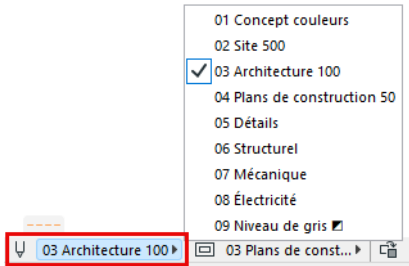 01 Concept couleurs
02 Site 500
03 Architecture 100
04 Plans de construction 50
05 Détails
06 Structurel
07 Mécanique
08 Électricité
09 Niveau de gris
03 Architecture 100 03 Plans de const...